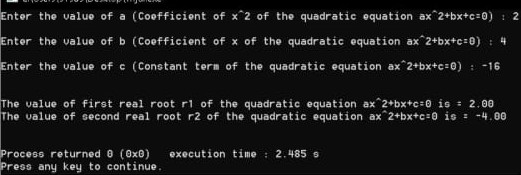 Enter the value of a (Coefficient of x^2 of the quadratic equation ax^2+bx+c=0) : 2
Enter the value of b (Coefficient of x of the quadratic equation ax^2+bx+c=0) : 4
Enter the value of c (Constant term of the quadratic equation ax^2+bx+c=0) : -16
The value of first real root r1 of the quadratic equation ax^2+bx+c=0 is = 2.00
The value of second real root r2 of the quadratic equation ax^2+bx+c=0 is = -4.00
Process returned 0 (0x0)   execution time : 2.485 s
Press any key to continue.